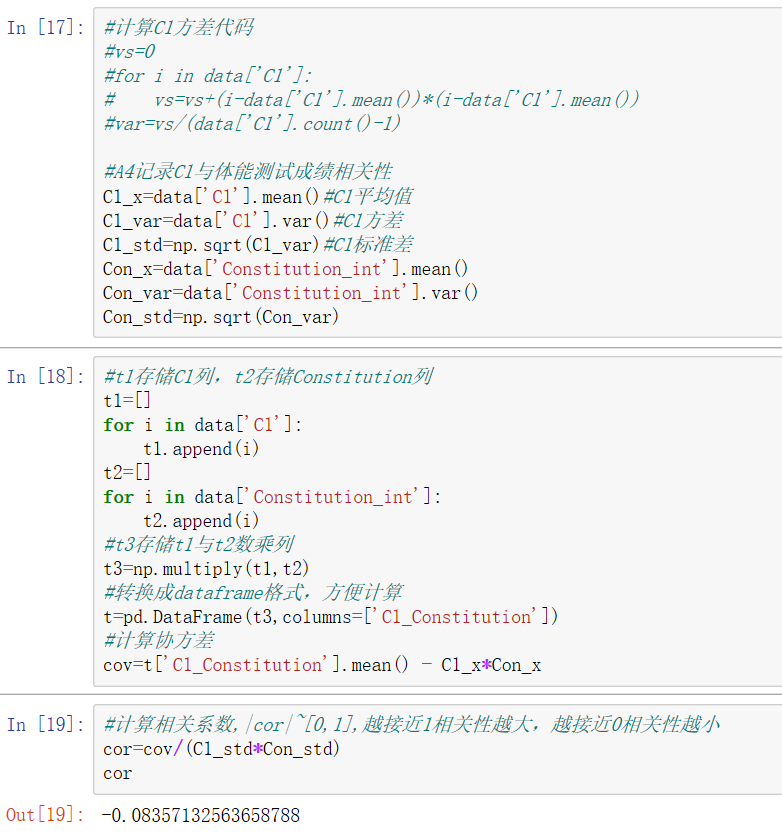 In [17]:
#计算C1方差代码
#vs=0
#for i in data['C1']:
#    vs=vs+(i-data['C1'].mean())*(i-data['C1'].mean())
#var=vs/(data['C1'].count()-1)
#A4记录C1与体能测试成绩相关性
C1_x=data['C1'].mean()#C1平均值
C1_var=data['C1'].var()#C1方差
C1_std=np.sqrt(C1_var)#C1标准差
Con_x=data['Constitution_int'].mean()
Con_var=data['Constitution_int'].var()
Con_std=np.sqrt(Con_var)
In [18]:
#t1存储C1列，t2存储Constitution列
t1=[]
for i in data['C1']:
    t1.append(i)
t2=[]
for i in data['Constitution_int']:
    t2.append(i)
#t3存储t1与t2数乘列
t3=np.multiply(t1,t2)
#转换成dataframe格式，方便计算
t=pd.DataFrame(t3,columns=['C1_Constitution'])
#计算协方差
cov=t['C1_Constitution'].mean() - C1_x*Con_x
In [19]:
#计算相关系数,|cor|~[0,1],越接近1相关性越大，越接近0相关性越小
cor=cov/(C1_std*Con_std)
cor
Out[19]: -0.08357132563658788